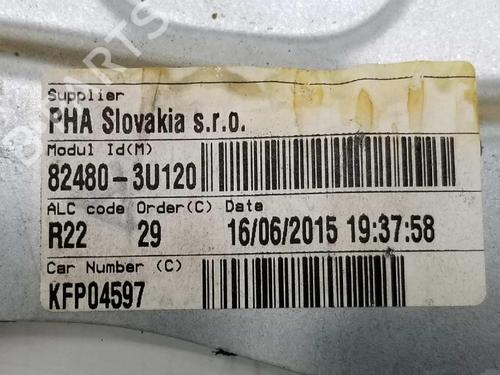 Supplier
PHA Slovakia s.r.o.
Modul Id(M)
82480-3U120
ALC code Order(C) Date
R22 29 16/06/2015 19:37:58
Car Number (C)
KFP04597